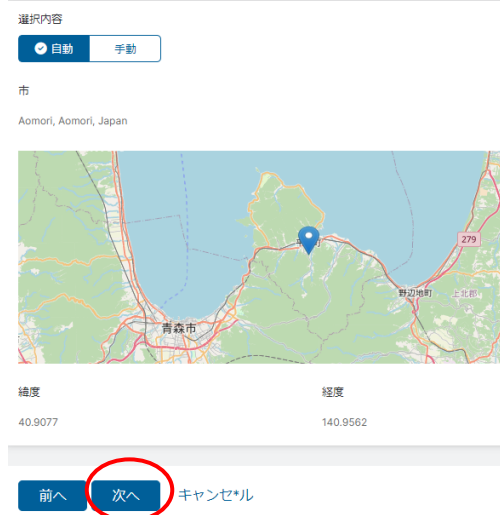 選択内容
自動 手動
市
Aomori, Aomori, Japan
279
野辺地町
上北郡
青森市
緯度 経度
40.9077 140.9562
前へ 次へ キャンセ*ル